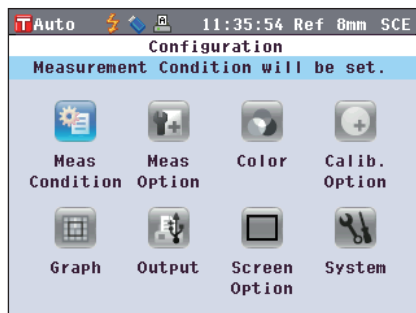 T Auto A 11:35:54 Ref 8mm SCE
Configuration
Measurement Condition will be set.
Meas Condition
Meas Option
Color
Calib. Option
Graph
Output
Screen Option
System